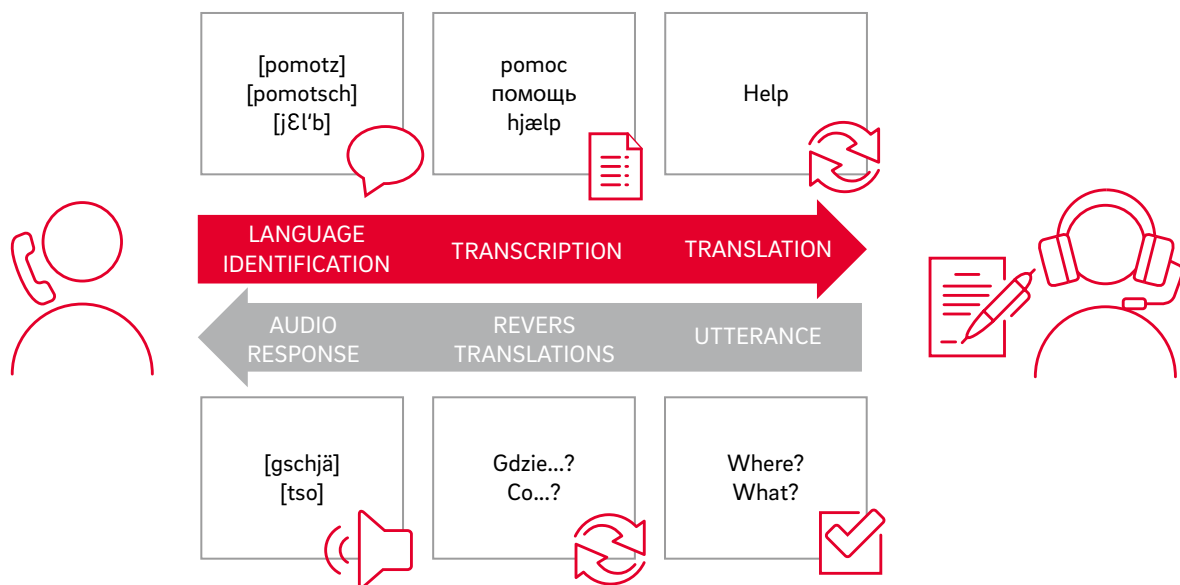 [pomotz]
[pomotsch]
[jƐl'b]
pomoc
помощь
hjælp
Help
LANGUAGE
IDENTIFICATION
TRANSCRIPTION
TRANSLATION
AUDIO
RESPONSE
REVERS
TRANSLATIONS
UTTERANCE
[gschjä]
[tso]
Gdzie...?
Co...?
Where?
What?